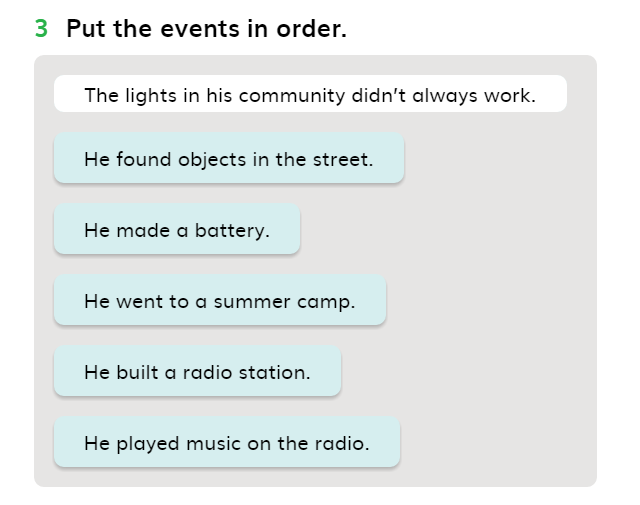 3 Put the events in order.
The lights in his community didn't always work.
He found objects in the street.
He made a battery.
He went to a summer camp.
He built a radio station.
He played music on the radio.